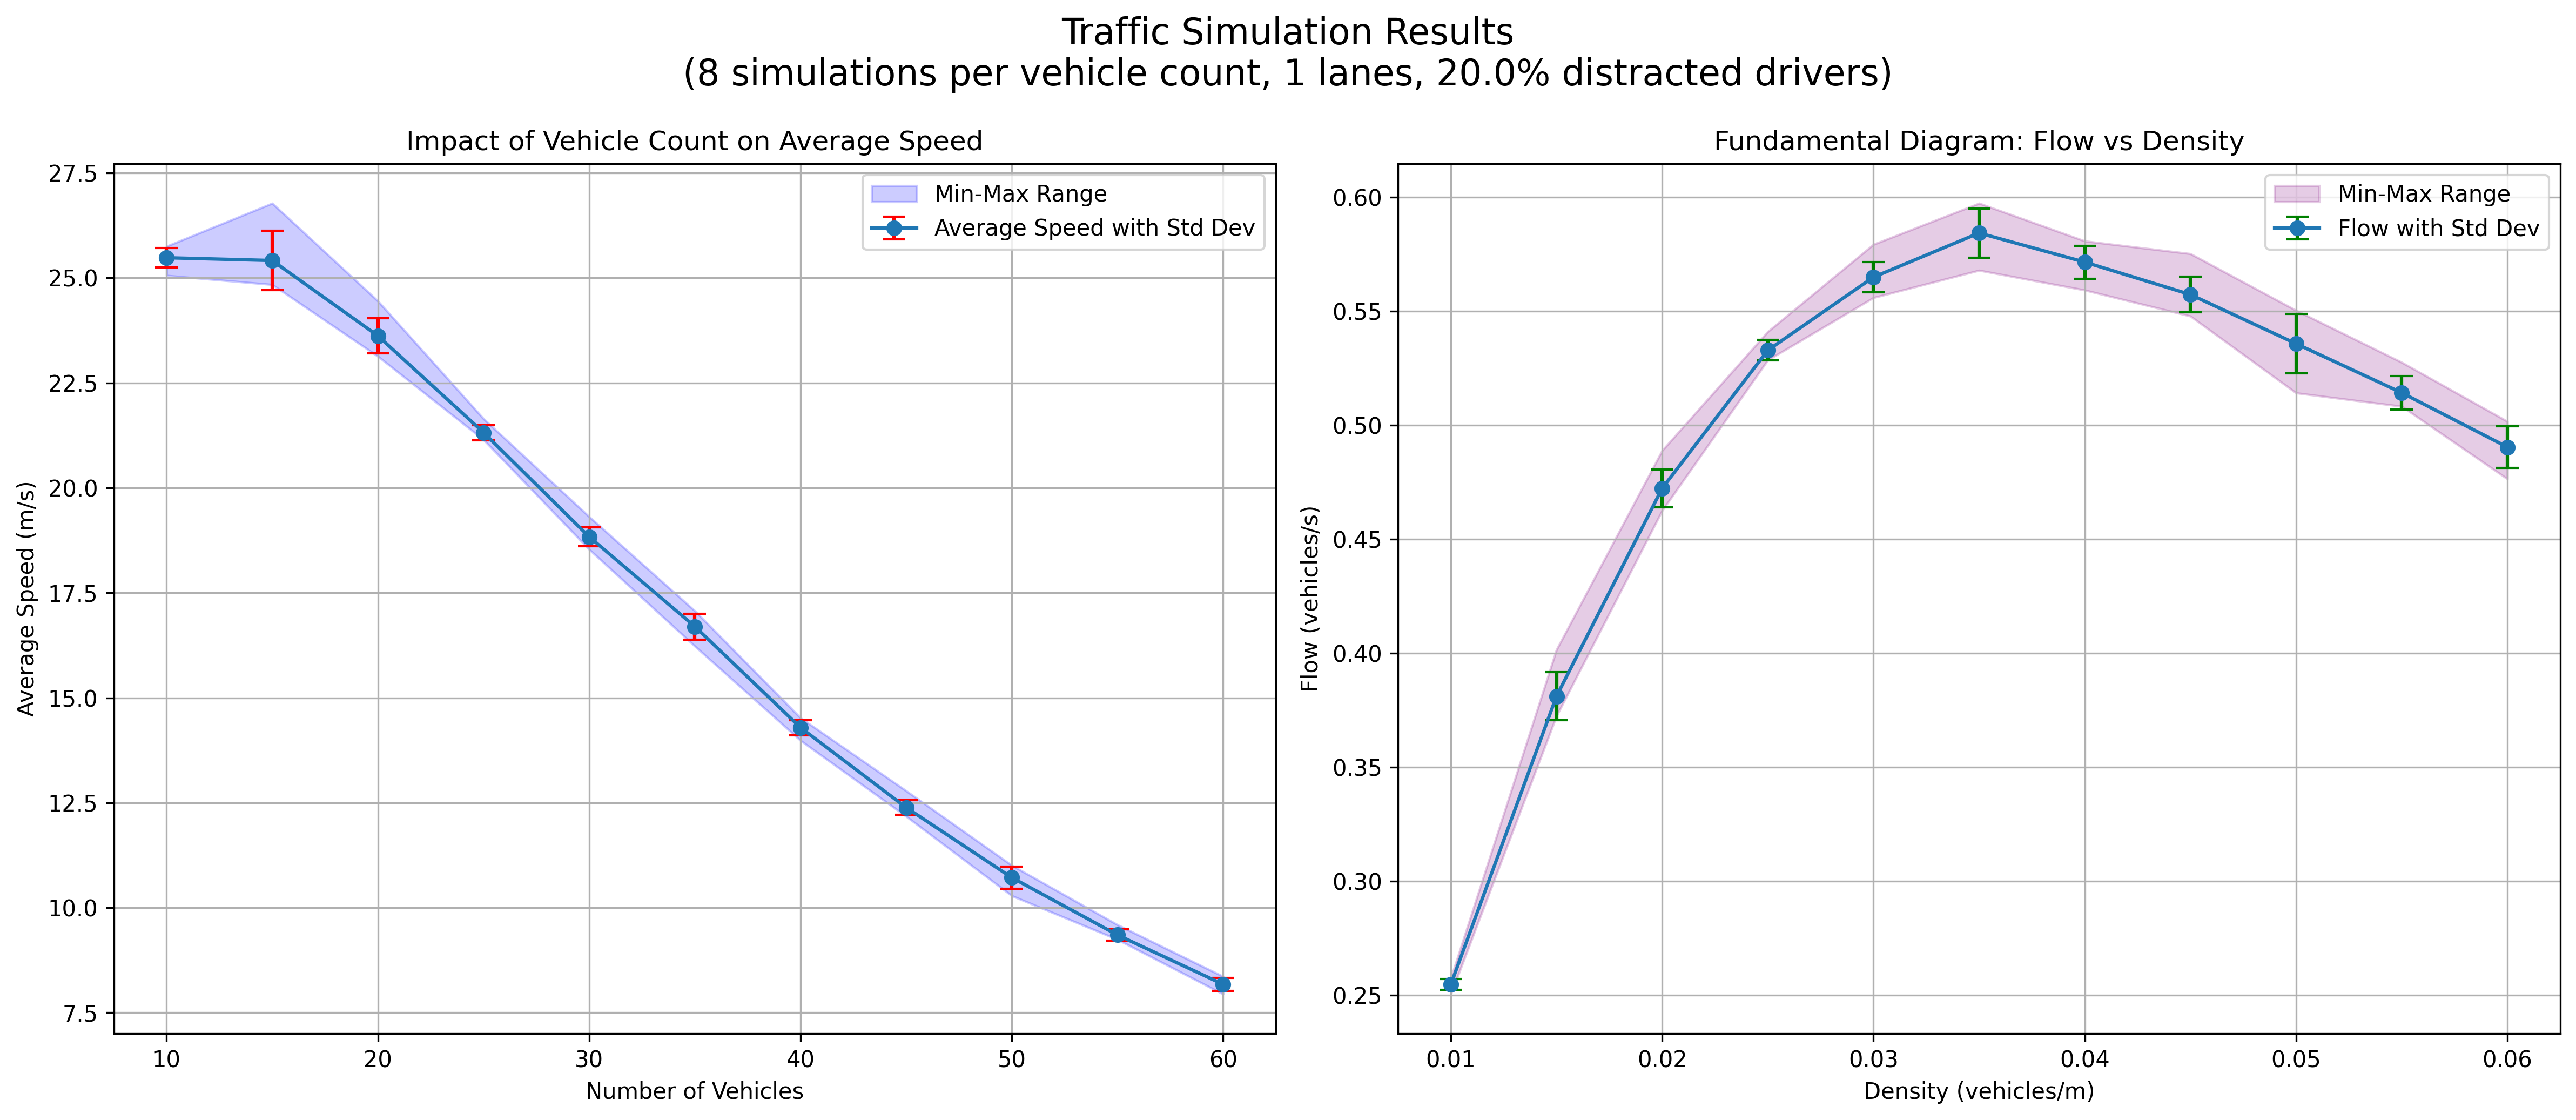 Traffic Simulation Results
(8 simulations per vehicle count, 1 lanes, 20.0% distracted drivers)
Impact of Vehicle Count on Average Speed
27.5
25.0
22.5
20.0
17.5
15.0
12.5
10.0
7.5
Average Speed (m/s)
Min-Max Range
Average Speed with Std Dev
10
20
30
40
50
60
Number of Vehicles
Fundamental Diagram: Flow vs Density
0.60
0.55
0.50
0.45
0.40
0.35
0.30
0.25
Flow (vehicles/s)
Min-Max Range
Flow with Std Dev
0.01
0.02
0.03
0.04
0.05
0.06
Density (vehicles/m)